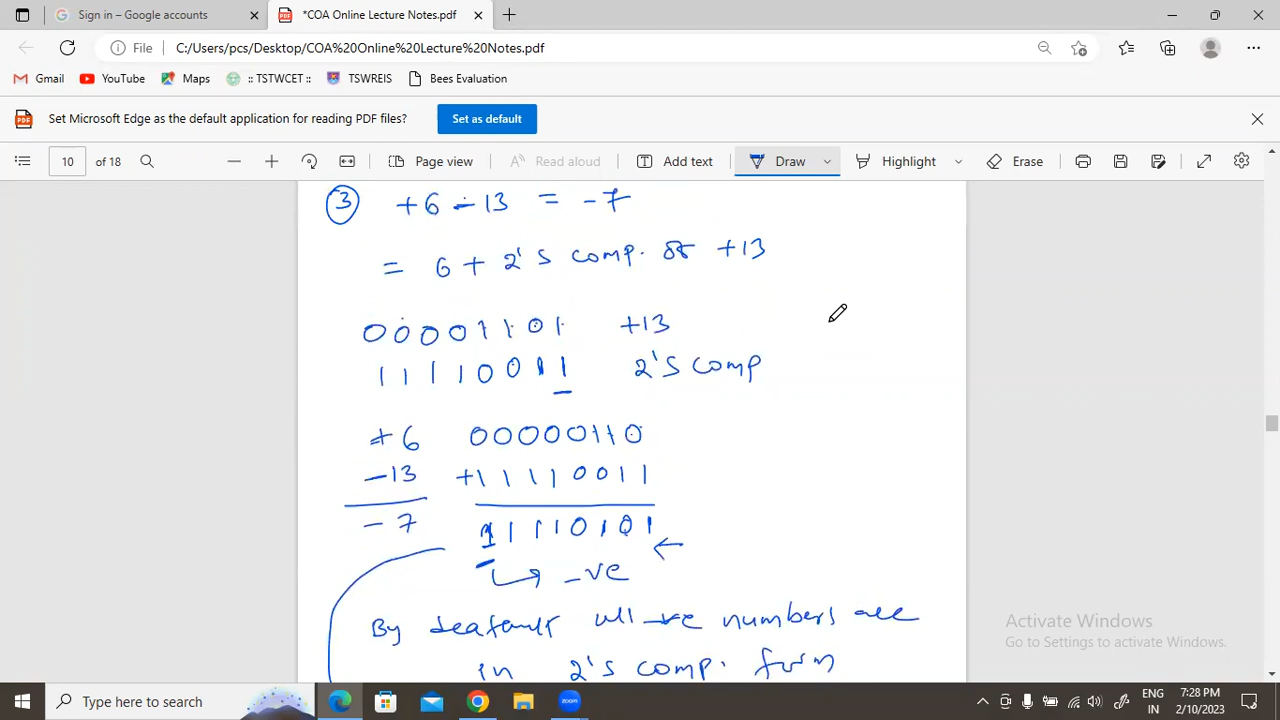 Sign in – Google accounts
*COA Online Lecture Notes.pdf
File C:/Users/pcs/Desktop/COA%20Online%20Lecture%20Notes.pdf
Gmail YouTube Maps :: TSTWCET :: TSWREIS Bees Evaluation
Set Microsoft Edge as the default application for reading PDF files? Set as default
10 of 18 Page view Read aloud Add text Draw Highlight Erase
3 +6 - 13 = -7
= 6 + 2's comp. of +13
00001101 +13
11110011 2's comp
+6 00000110
-13 +11110011
-7 11110101
-ve
By deafault all -ve numbers are
in 2's comp. form
Activate Windows
Go to Settings to activate Windows.
Type here to search
zoom
ENG
IN
7:28 PM
2/10/2023